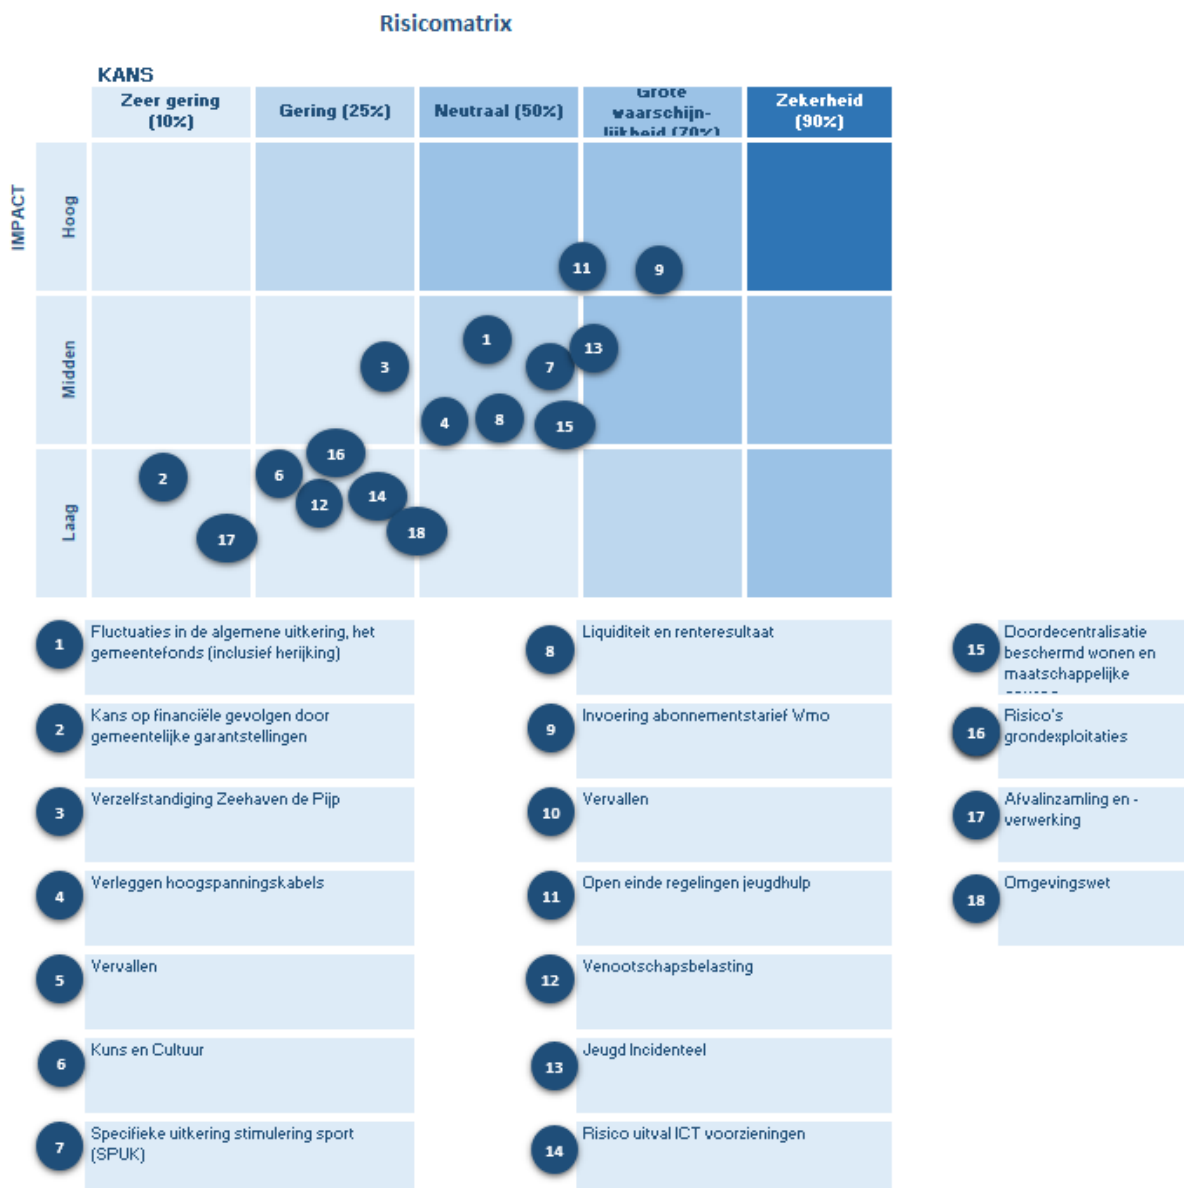 Risicomatrix
KANS
Zeer gering
(10%)
Gering (25%)
Neutraal (50%)
Grote
waarschijn-
lijkheid (70%)
Zekerheid
(90%)
IMPACT
Hoog
Midden
Laag
11
9
1
13
3
7
4
8
15
16
2
6
12
14
17
18
1
Fluctuaties in de algemene uitkering, het
gemeentefonds (inclusief herijking)
2
Kans op financiële gevolgen door
gemeentelijke garantstellingen
3
Verzelfstandiging Zeehaven de Pijp
4
Verleggen hoogspanningskabels
5
Vervallen
6
Kuns en Cultuur
7
Specifieke uitkering stimulering sport
(SPUK)
8
Liquiditeit en renteresultaat
9
Invoering abonnementstarief Wmo
10
Vervallen
11
Open einde regelingen jeugdhulp
12
Venootschapsbelasting
13
Jeugd Incidenteel
14
Risico uitval ICT voorzieningen
15
Doordecentralisatie
beschermd wonen en
maatschappelijke
16
Risico's
grondexploitaties
17
Afvalinzamling en -
verwerking
18
Omgevingswet